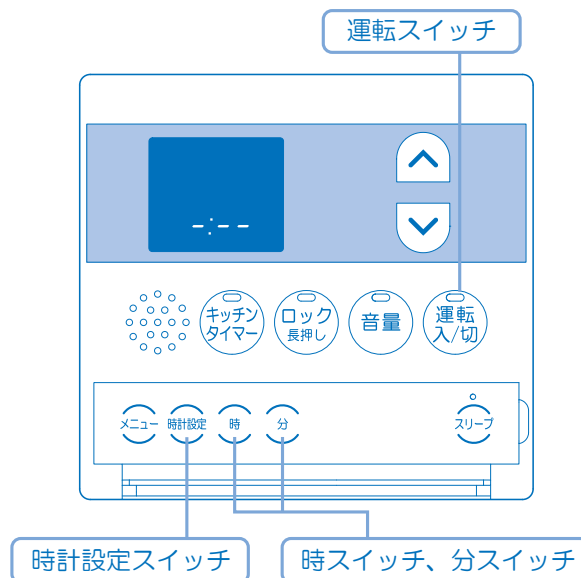 運転スイッチ
-:--
キッチン
タイマー
ロック
長押し
音量
運転
入/切
メニュー
時計設定
時
分
スリープ
時計設定スイッチ
時スイッチ、分スイッチ